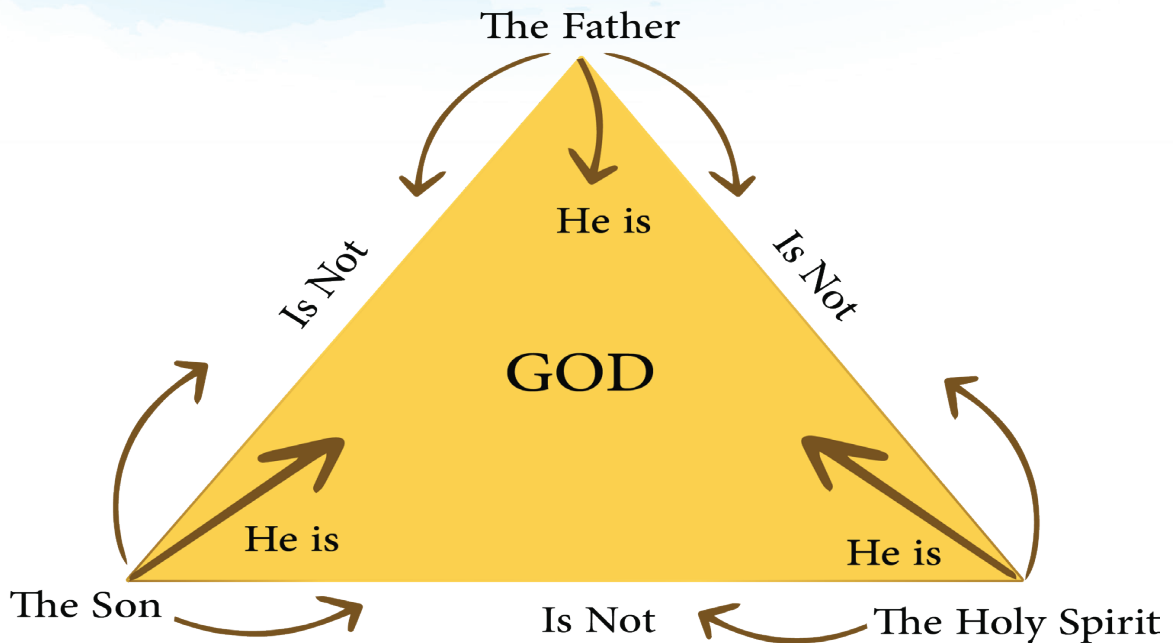 The Father
He is
Is Not
Is Not
GOD
He is
He is
The Son
Is Not
The Holy Spirit